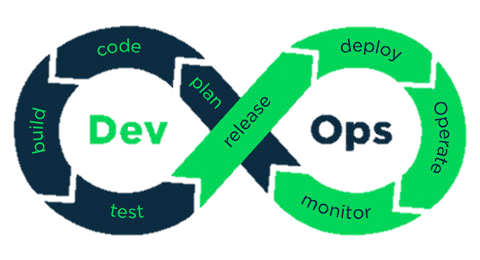 code
plan
build
Dev
test
release
deploy
Operate
Ops
monitor